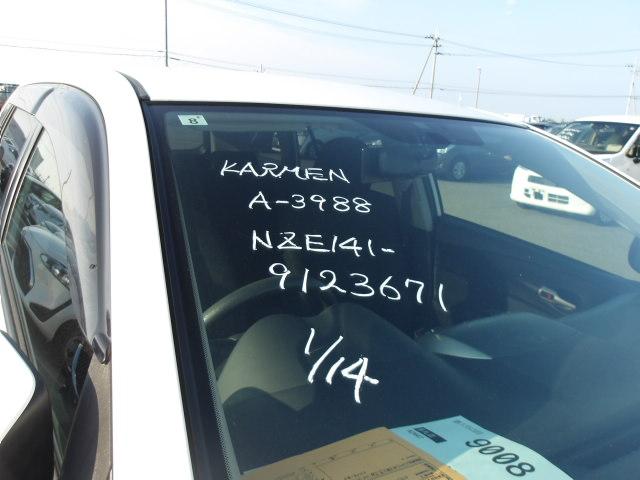 8
KARMEN
A-3988
NZE141-
9123671
1/14
9008